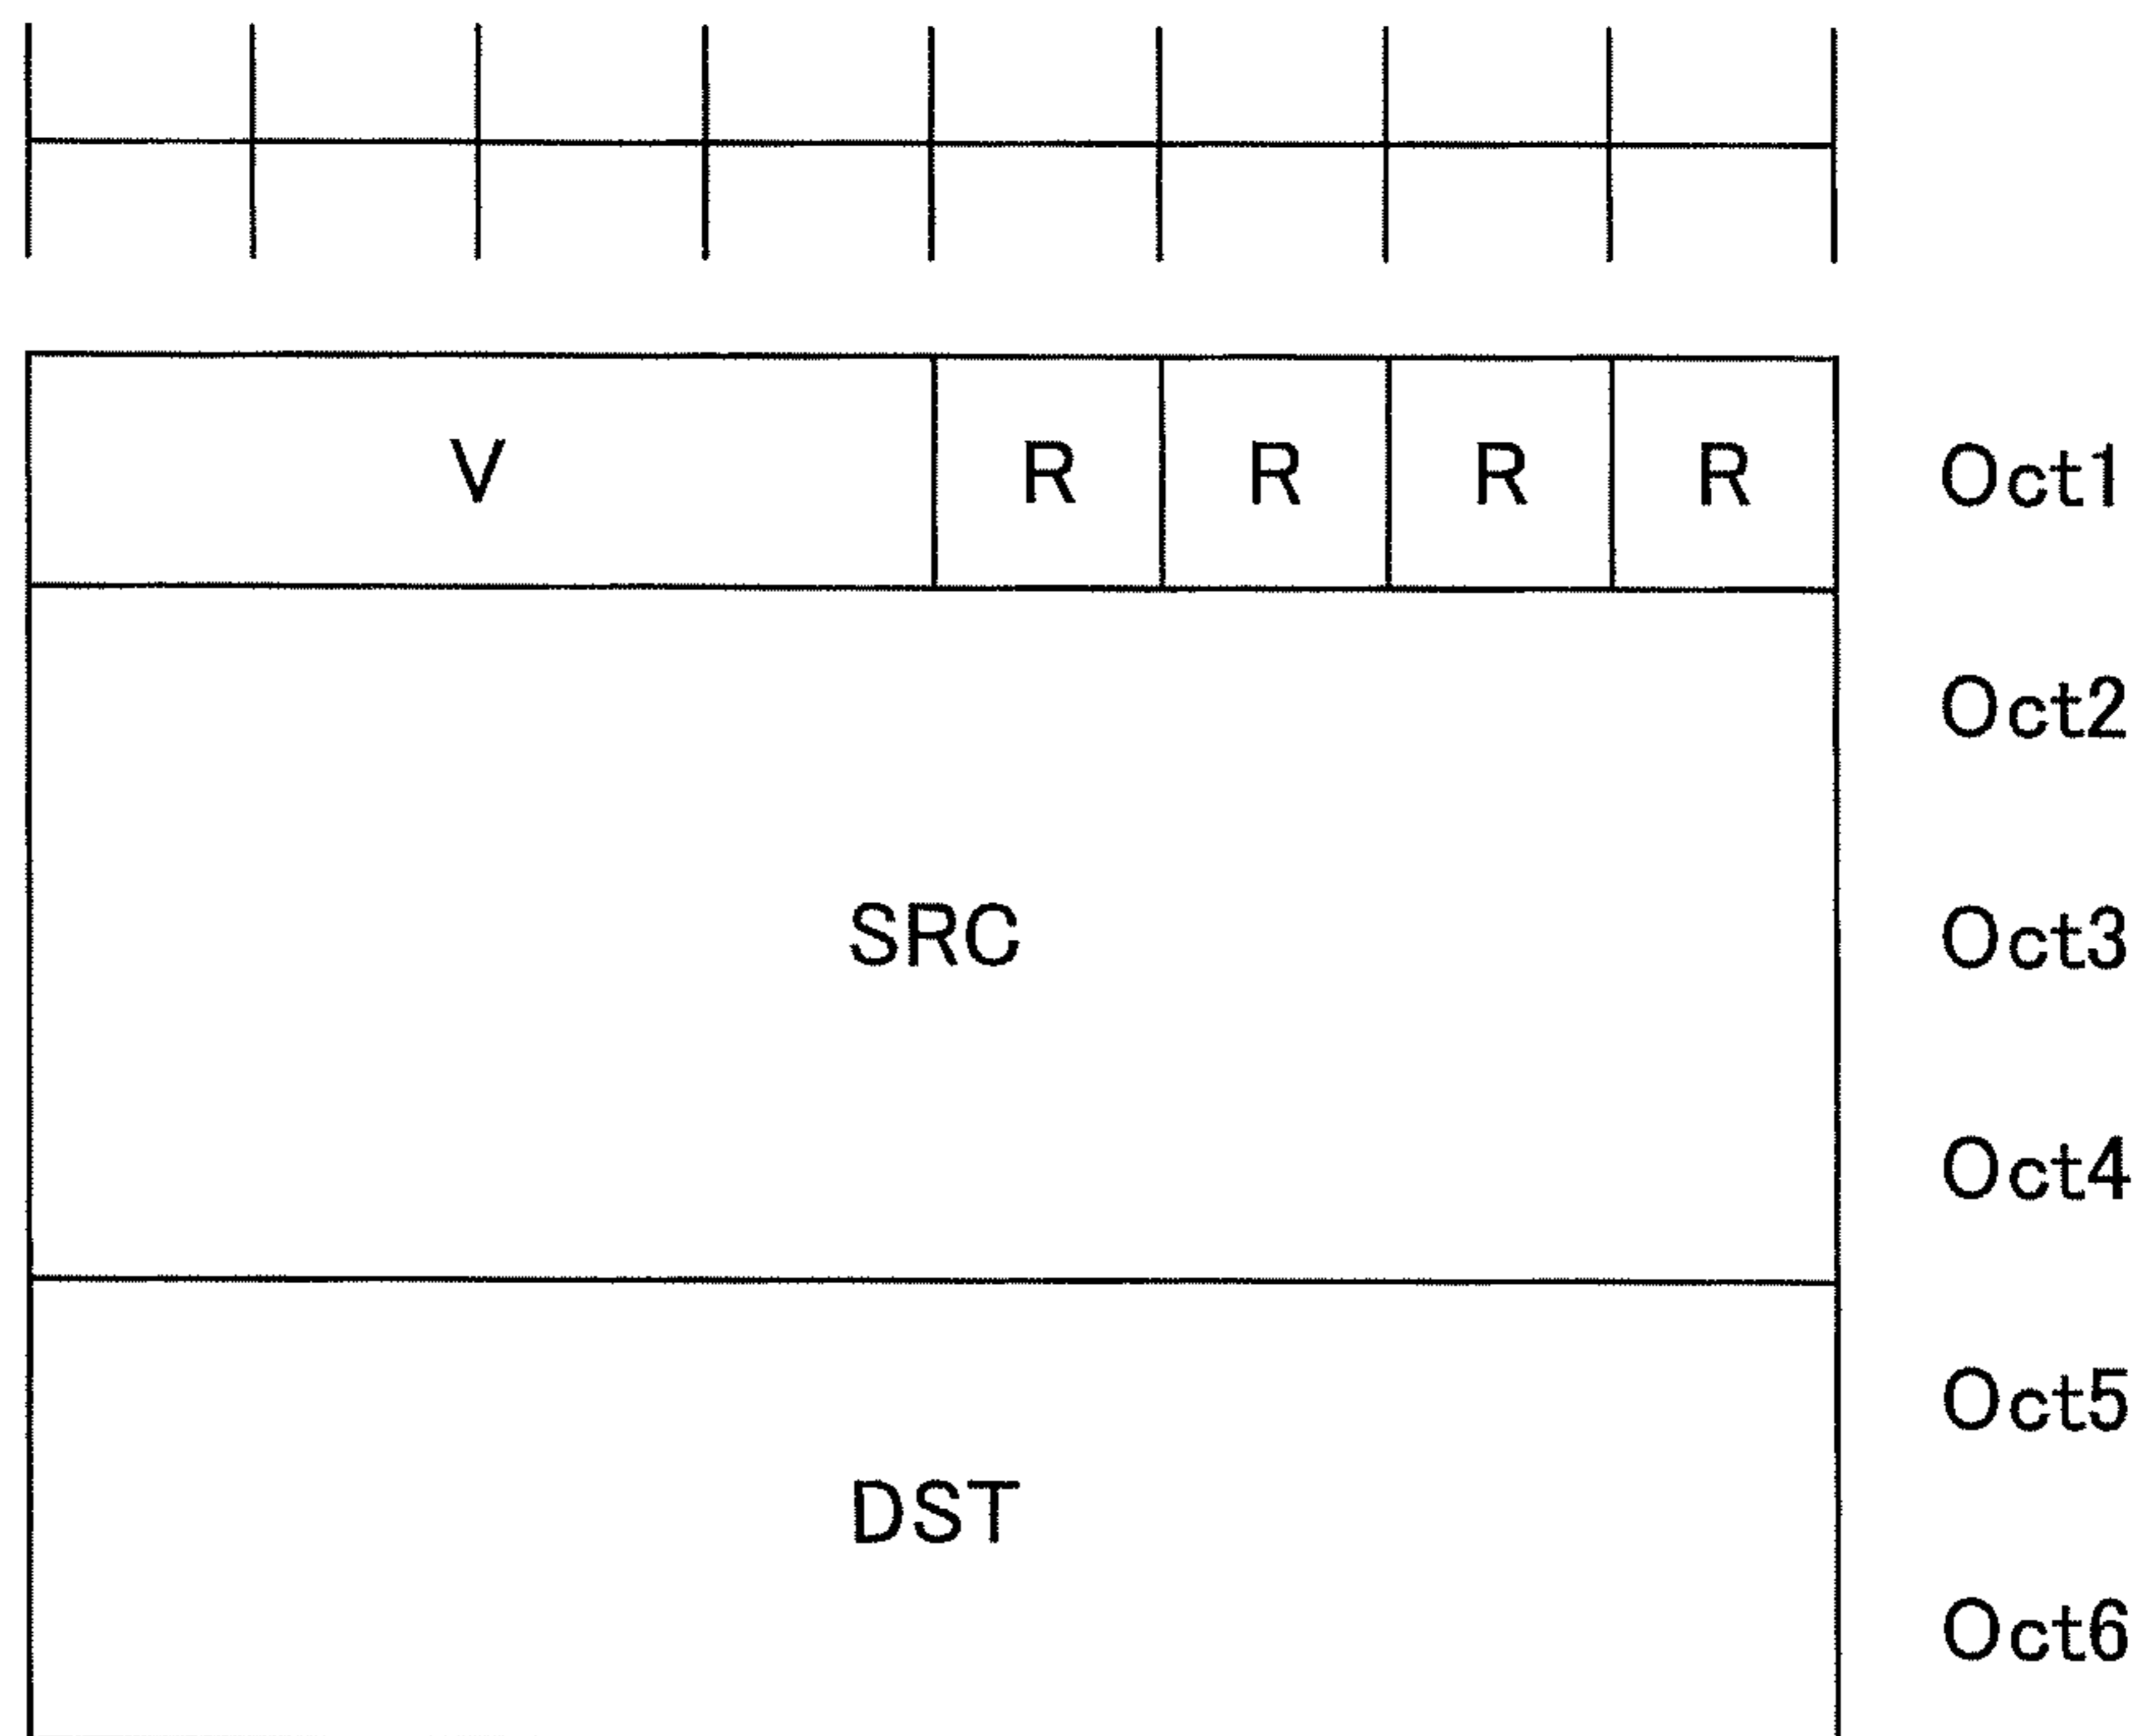 V R R R R Oct1
Oct2
SRC Oct3
Oct4
Oct5
DST
Oct6